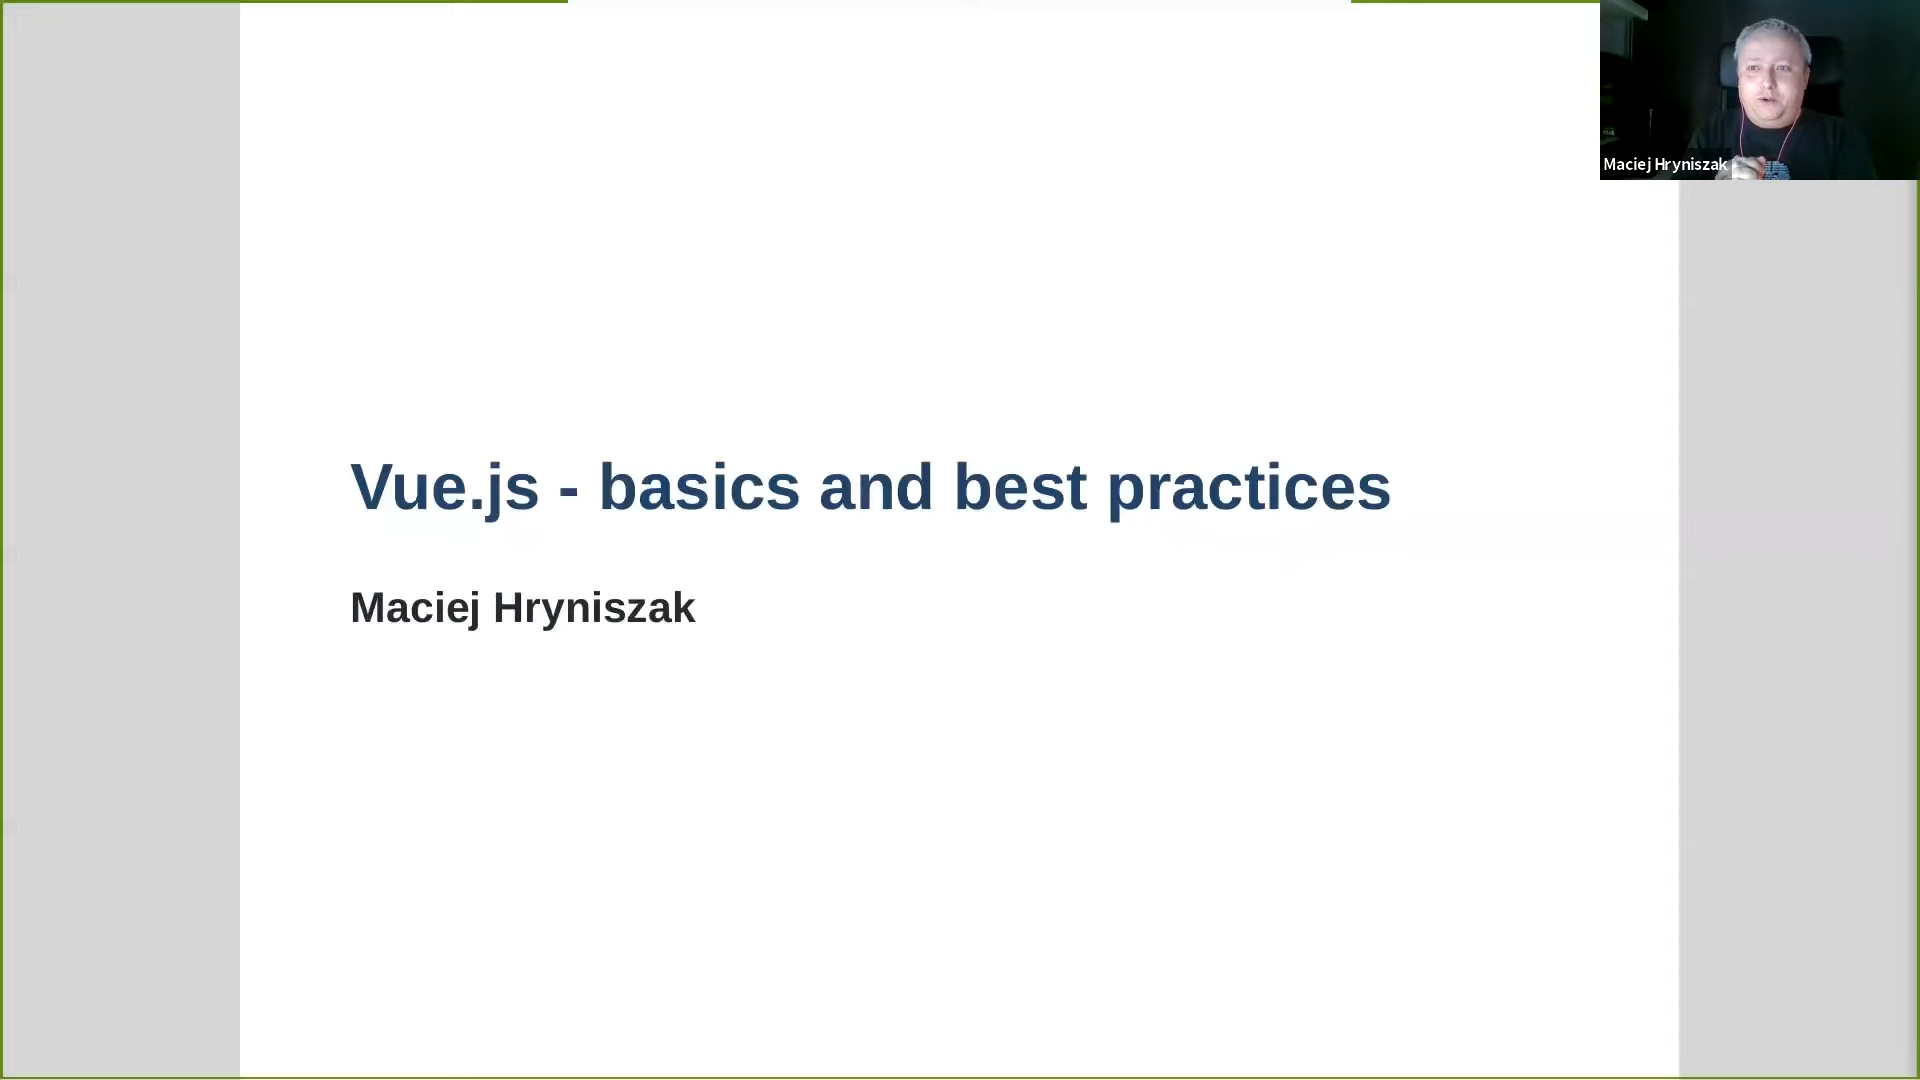 Maciej Hryniszak
Vue.js - basics and best practices
Maciej Hryniszak